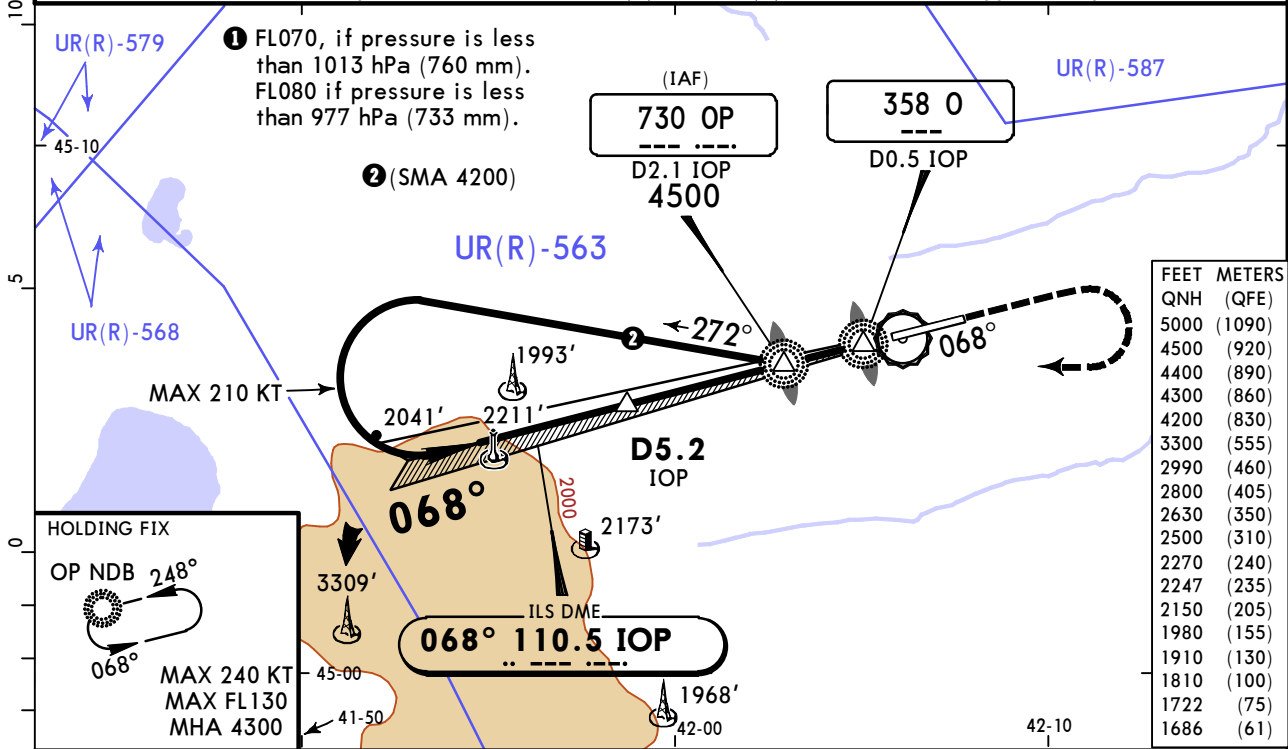 10
UR(R)-579
1 FL070, if pressure is less
than 1013 hPa (760 mm).
FL080 if pressure is less
than 977 hPa (733 mm).
2 (SMA 4200)
(IAF)
730 OP
D2.1 IOP
4500
358 O
D0.5 IOP
UR(R)-587
45-10
UR(R)-563
5
UR(R)-568
272°
2
068°
1993'
MAX 210 KT
2041'
2211'
D5.2
IOP
068°
2000
2173'
0
3309'
ILS DME
068° 110.5 IOP
1968'
45-00
41-50
42-00
42-10
HOLDING FIX
OP NDB
248°
068°
MAX 240 KT
MAX FL130
MHA 4300
FEET METERS
QNH (QFE)
5000 (1090)
4500 (920)
4400 (890)
4300 (860)
4200 (830)
3300 (555)
2990 (460)
2800 (405)
2630 (350)
2500 (310)
2270 (240)
2247 (235)
2150 (205)
1980 (155)
1910 (130)
1810 (100)
1722 (75)
1686 (61)